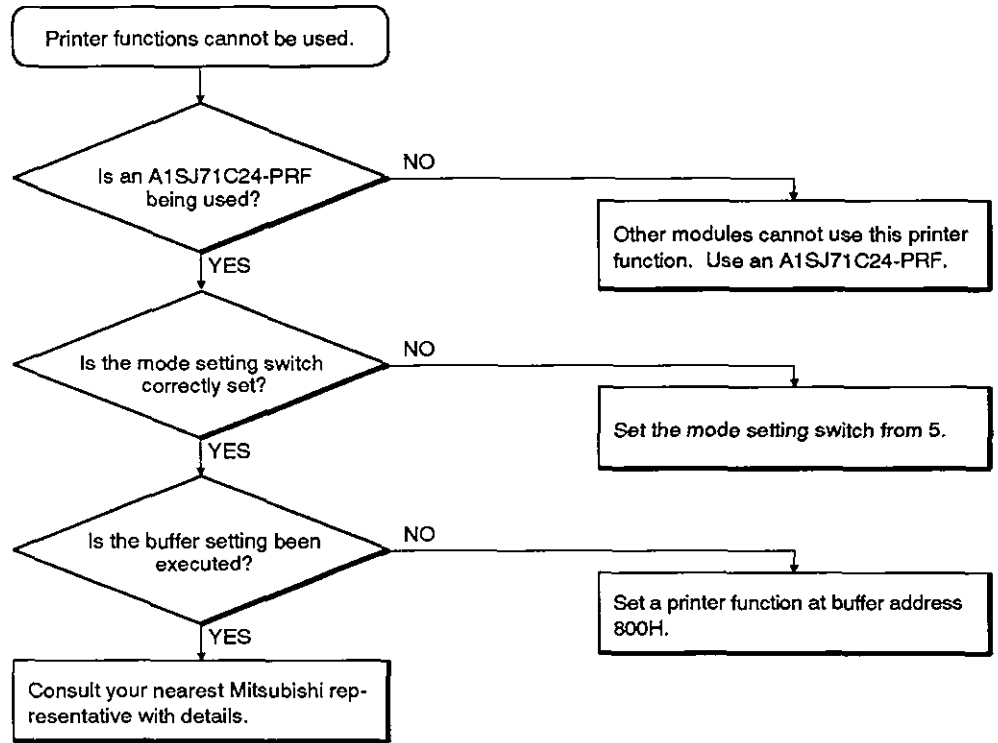 Printer functions cannot be used.
Is an A1SJ71C24-PRF
being used?
NO
Other modules cannot use this printer
function. Use an A1SJ71C24-PRF.
YES
Is the mode setting switch
correctly set?
NO
Set the mode setting switch from 5.
YES
Is the buffer setting been
executed?
NO
Set a printer function at buffer address
800H.
YES
Consult your nearest Mitsubishi rep-
resentative with details.